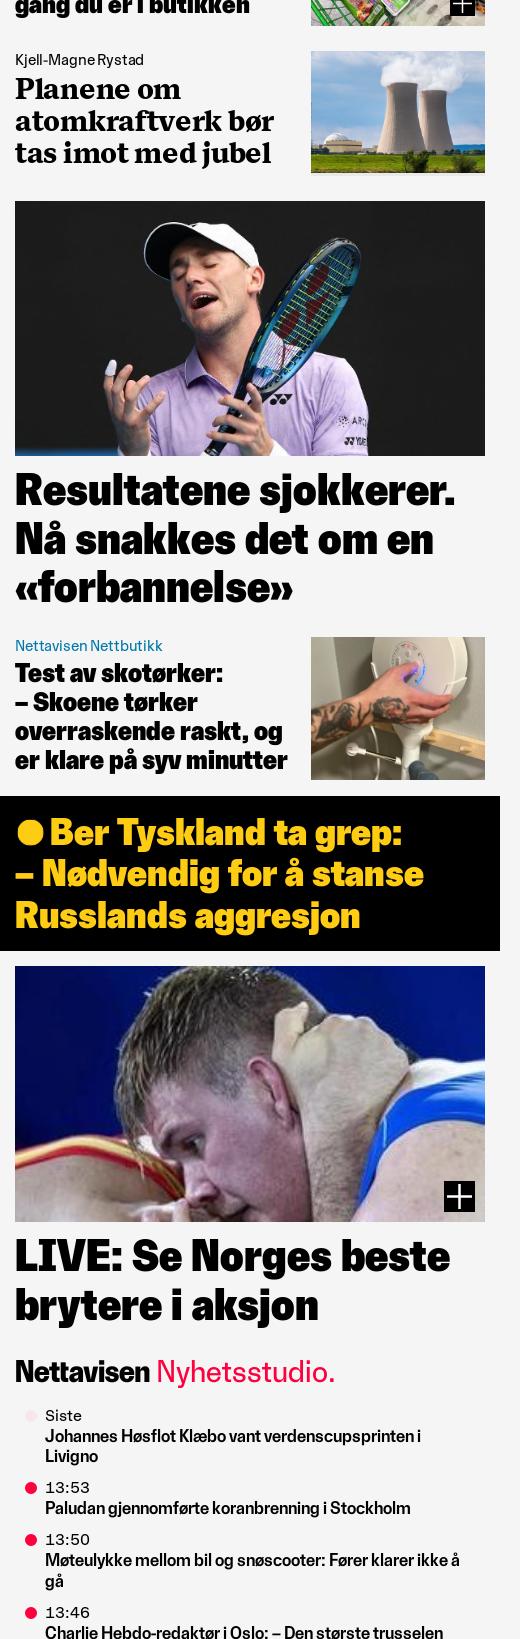 gang du er i butikken
Kjell-Magne Rystad
Planene om
atomkraftverk bør
tas imot med jubel
Resultatene sjokkerer.
Nå snakkes det om en
«forbannelse»
Nettavisen Nettbutikk
Test av skotørker:
– Skoene tørker
overraskende raskt, og
er klare på syv minutter
Ber Tyskland ta grep:
– Nødvendig for å stanse
Russlands aggresjon
LIVE: Se Norges beste
brytere i aksjon
Nettavisen Nyhetsstudio.
Siste
Johannes Høsflot Klæbo vant verdenscupsprinten i
Livigno
13:53
Paludan gjennomførte koranbrenning i Stockholm
13:50
Møteulykke mellom bil og snøscooter: Fører klarer ikke å
gå
13:46
Charlie Hebdo-redaktør i Oslo: – Den største trusselen